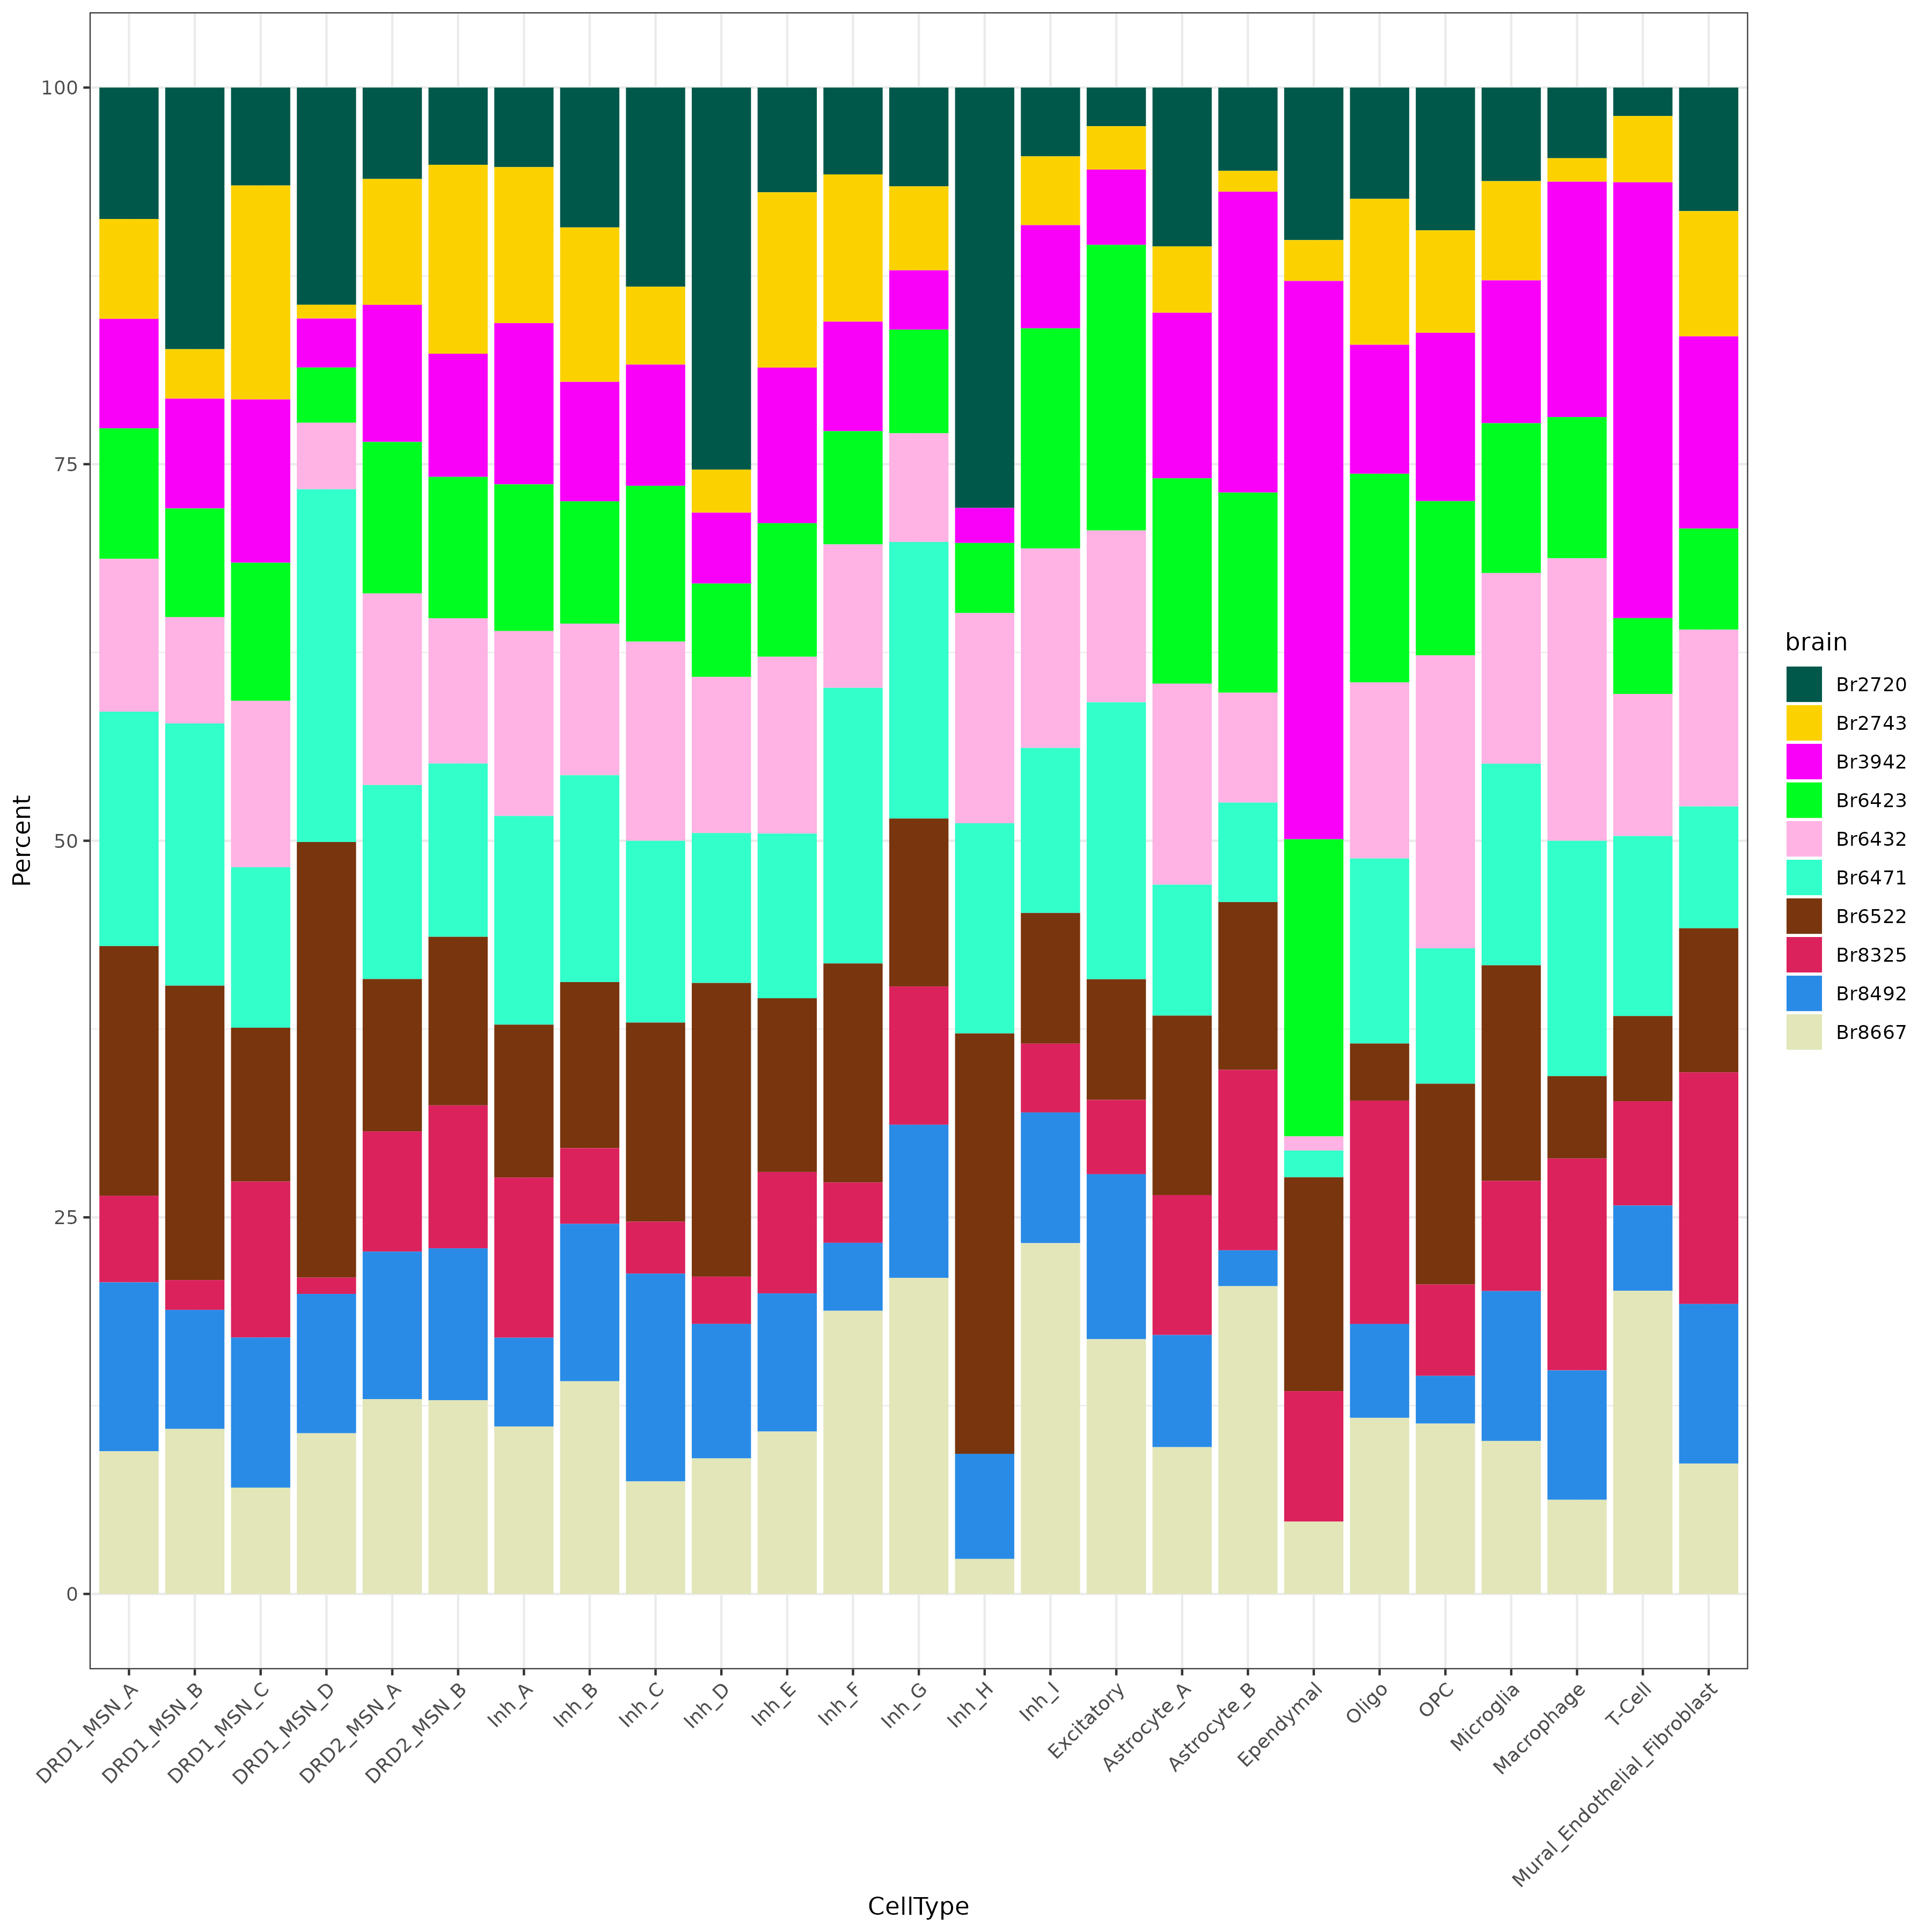 100
75
50
25
0
Percent
DRD1_MSN_A
DRD1_MSN_B
DRD1_MSN_C
DRD1_MSN_D
DRD2_MSN_A
DRD2_MSN_B
Inh_A
Inh_B
Inh_C
Inh_D
Inh_E
Inh_F
Inh_G
Inh_H
Inh_I
Excitatory
Astrocyte_A
Astrocyte_B
Ependymal
Oligo
OPC
Microglia
Macrophage
T-Cell
Mural_Endothelial_Fibroblast
CellType
brain
Br2720
Br2743
Br3942
Br6423
Br6432
Br6471
Br6522
Br8325
Br8492
Br8667